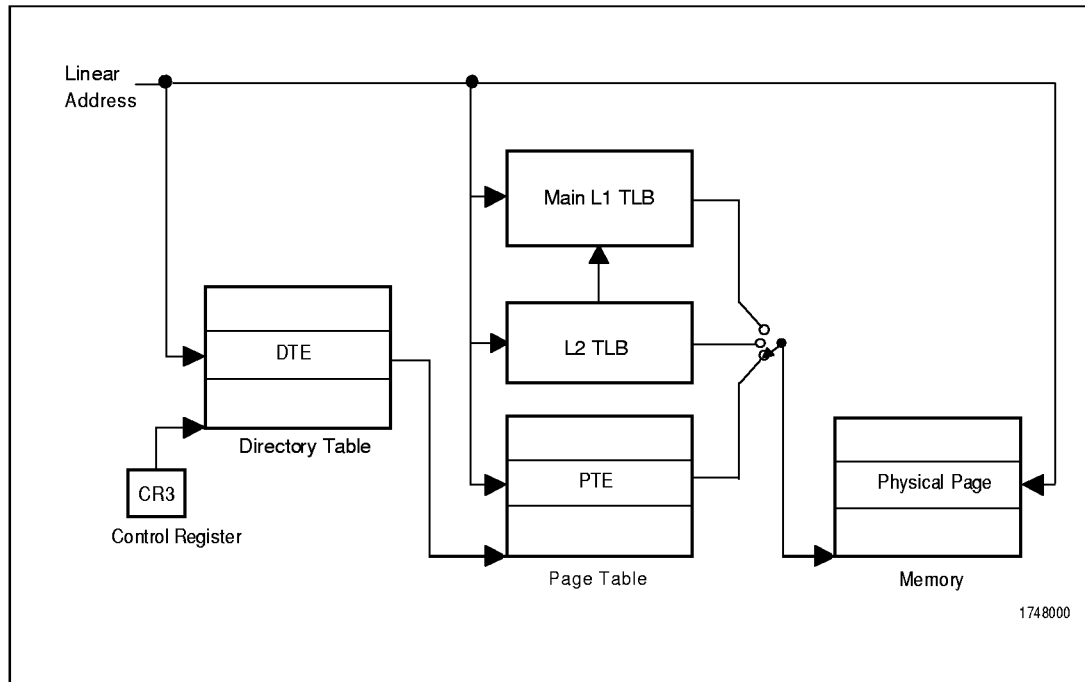 Linear
Address
Main L1 TLB
L2 TLB
DTE
Directory Table
CR3
Control Register
PTE
Page Table
Physical Page
Memory
1748000